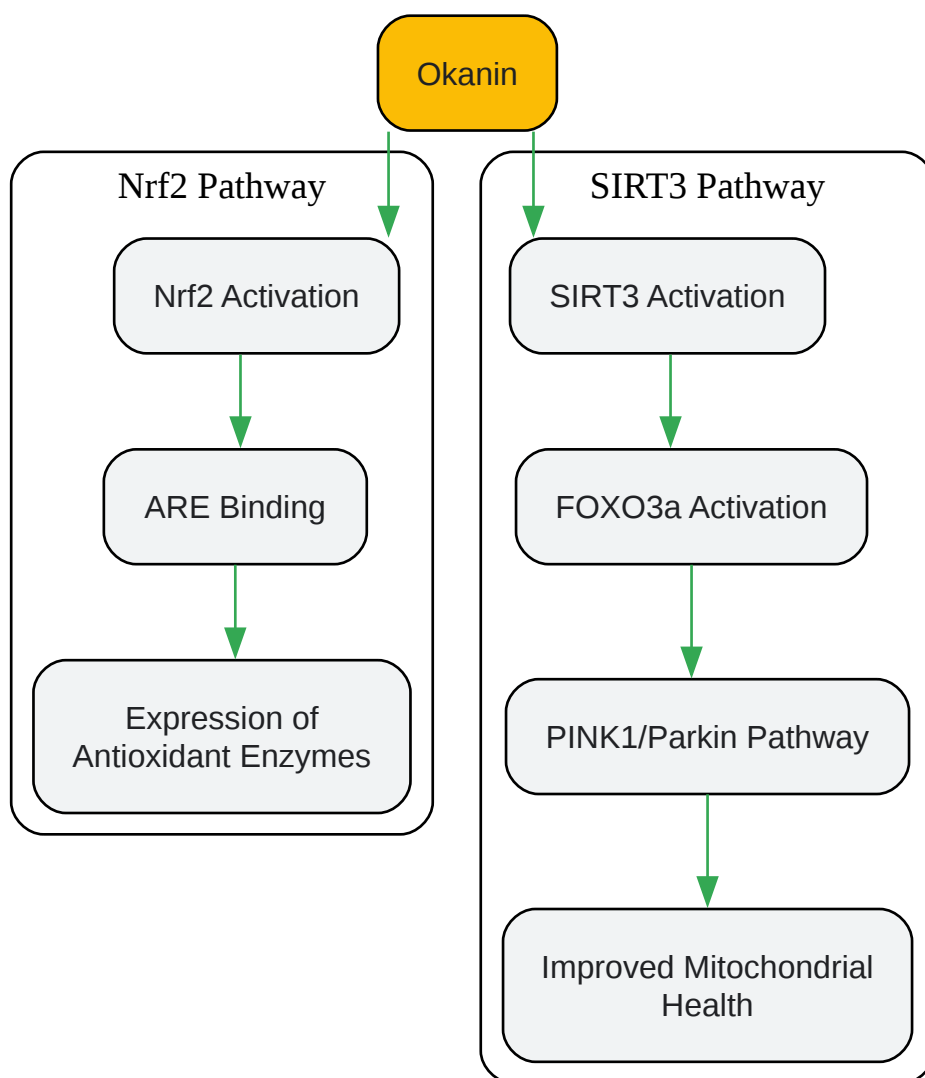 Okanin
Nrf2 Pathway
Nrf2 Activation
ARE Binding
Expression of
Antioxidant Enzymes
SIRT3 Pathway
SIRT3 Activation
FOXO3a Activation
PINK1/Parkin Pathway
Improved Mitochondrial
Health